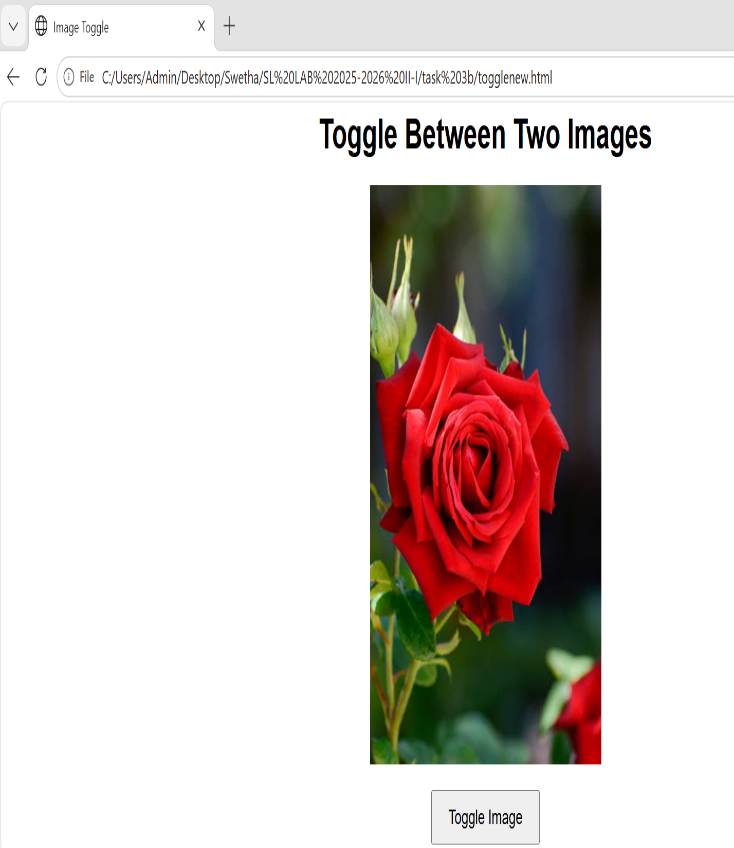 Image Toggle
File C:/Users/Admin/Desktop/Swetha/SL%20LAB%202025-2026%20II-I/task%203b/togglenew.html
Toggle Between Two Images
Toggle Image